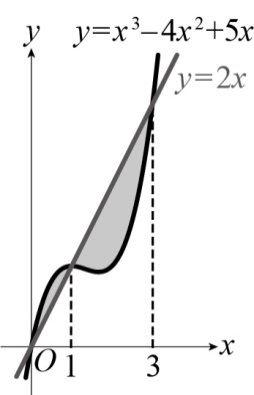 y y=x³–4x²+5x
y=2x
O 1 3 x